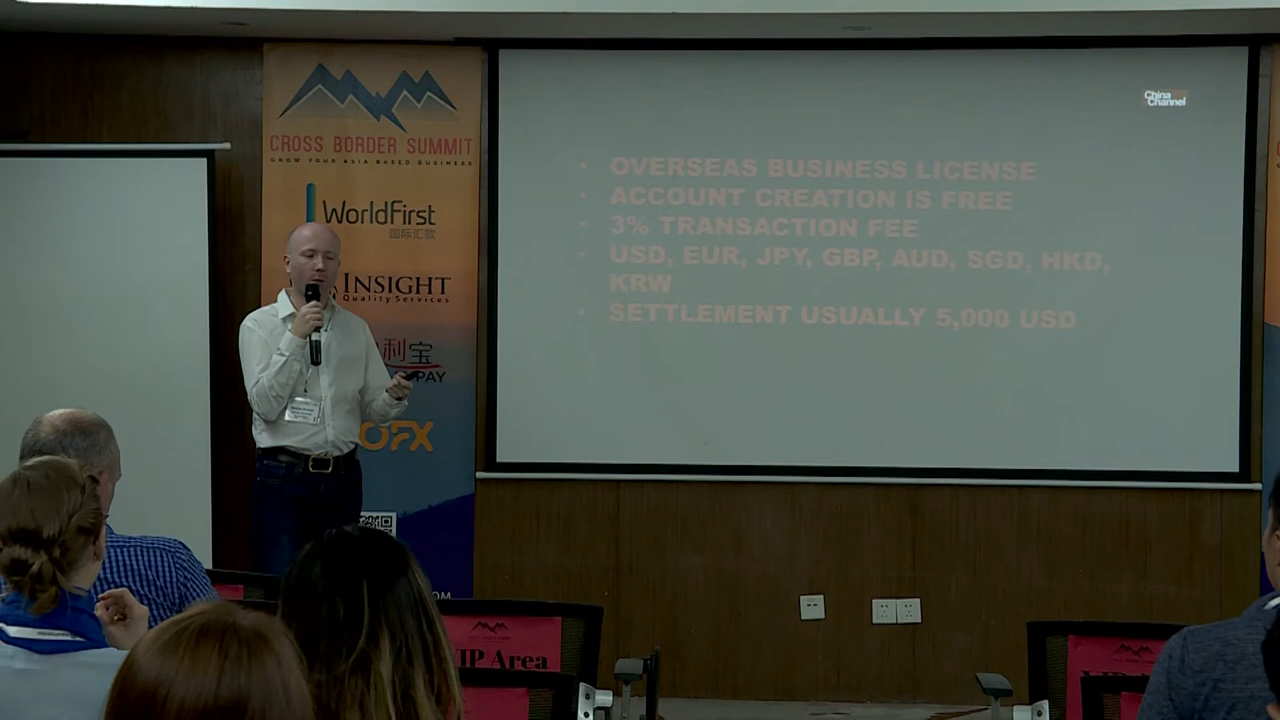 CROSS BORDER SUMMIT
GROW YOUR ASIA BASED BUSINESS
WorldFirst
国际汇款
INSIGHT
Quality Services
利宝
PAY
OFX
China
Channel
• OVERSEAS BUSINESS LICENSE
• ACCOUNT CREATION IS FREE
• 3% TRANSACTION FEE
• USD, EUR, JPY, GBP, AUD, SGD, HKD,
KRW
• SETTLEMENT USUALLY 5,000 USD
IP Area